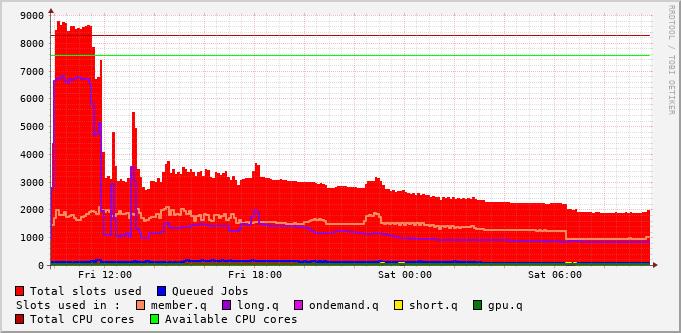 RRDTOOL / TOBI OETIKER
9000
8000
7000
6000
5000
4000
3000
2000
1000
0
Fri 12:00 Fri 18:00 Sat 00:00 Sat 06:00
Total slots used Queued Jobs
Slots used in : member.q long.q ondemand.q short.q gpu.q
Total CPU cores Available CPU cores